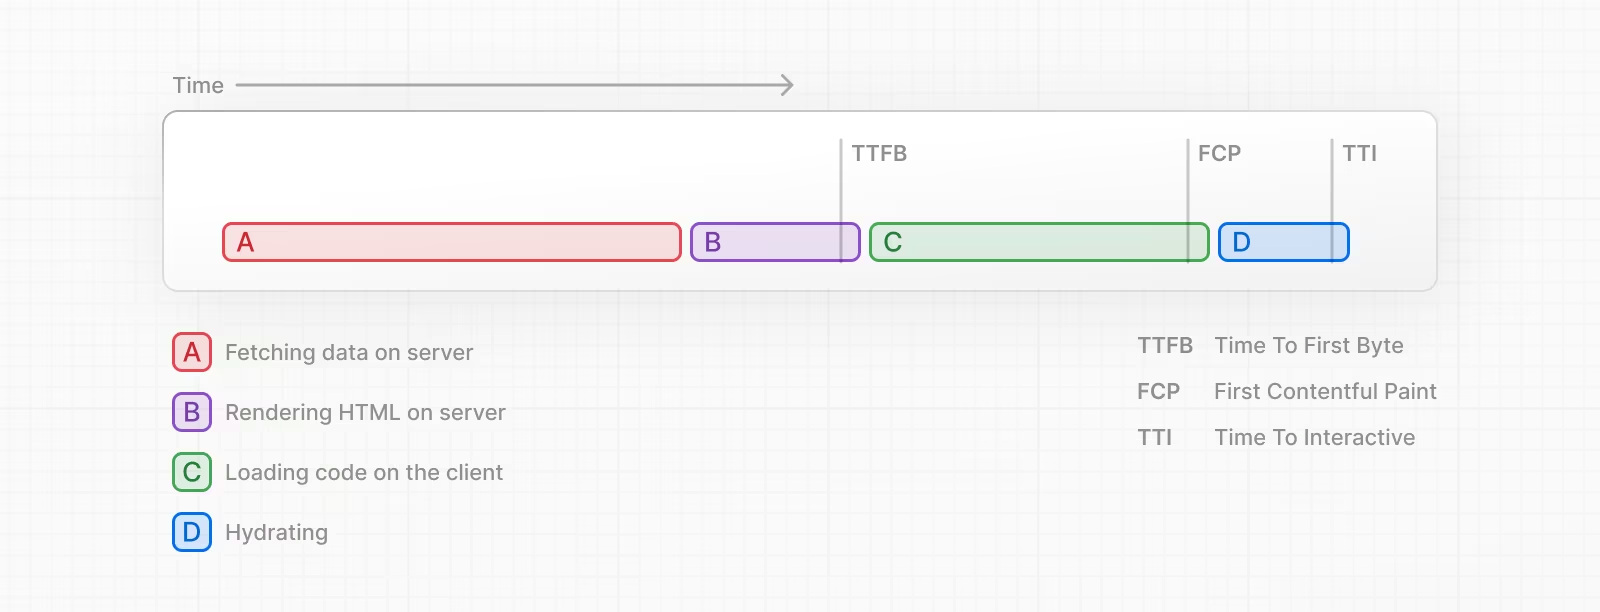 Time
TTFB
FCP
TTI
A
B
C
D
A Fetching data on server
B Rendering HTML on server
C Loading code on the client
D Hydrating
TTFB Time To First Byte
FCP First Contentful Paint
TTI Time To Interactive